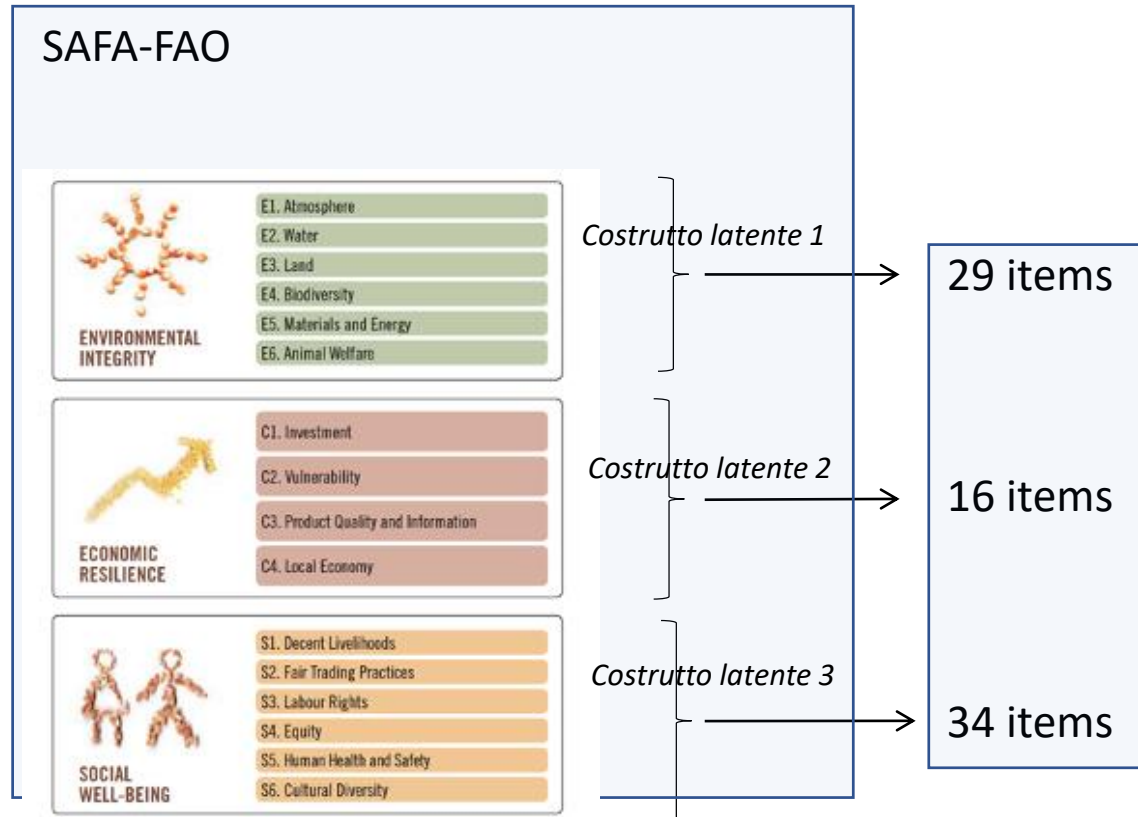 SAFA-FAO
E1. Atmosphere
E2. Water
E3. Land
E4. Biodiversity
E5. Materials and Energy
E6. Animal Welfare
ENVIRONMENTAL
INTEGRITY
Costrutto latente 1
29 items
C1. Investment
C2. Vulnerability
C3. Product Quality and Information
C4. Local Economy
ECONOMIC
RESILIENCE
Costrutto latente 2
16 items
S1. Decent Livelihoods
S2. Fair Trading Practices
S3. Labour Rights
S4. Equity
S5. Human Health and Safety
S6. Cultural Diversity
SOCIAL
WELL-BEING
Costrutto latente 3
34 items